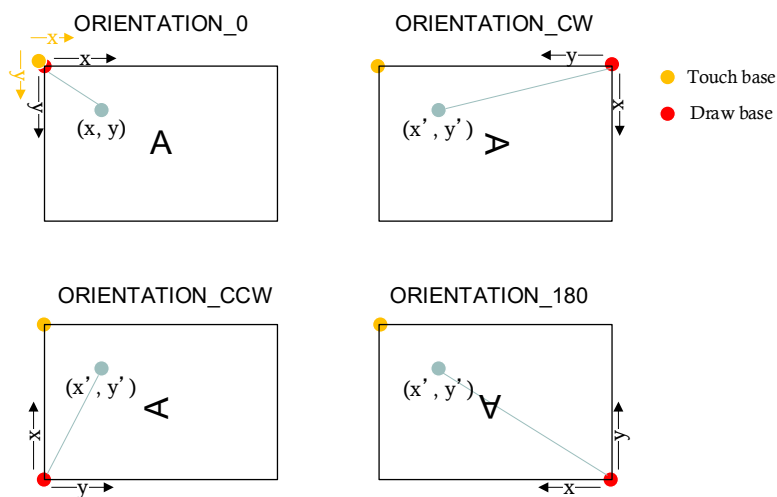 ORIENTATION_0
x
x
y
y
(x, y)
A
ORIENTATION_CW
y
x
(x’, y’)
A
Touch base
Draw base
ORIENTATION_CCW
(x’, y’)
A
x
y
ORIENTATION_180
(x’, y’)
A
y
x